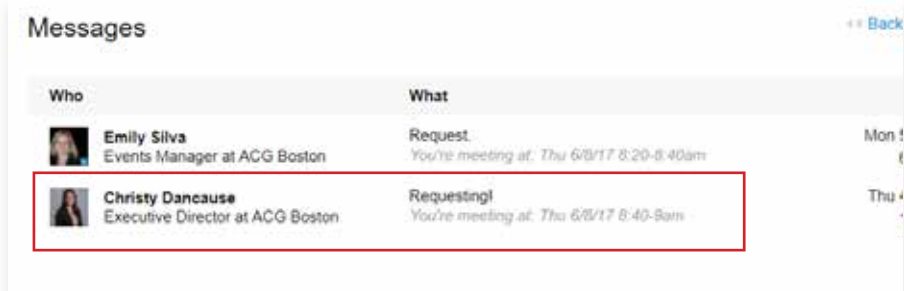 Messages
Back
Who What
Emily Silva Request. Mon
Events Manager at ACG Boston You're meeting at: Thu 6/8/17 8:20-8:40am
Christy Dancause Requesting! Thu
Executive Director at ACG Boston You're meeting at: Thu 6/8/17 8:40-9am